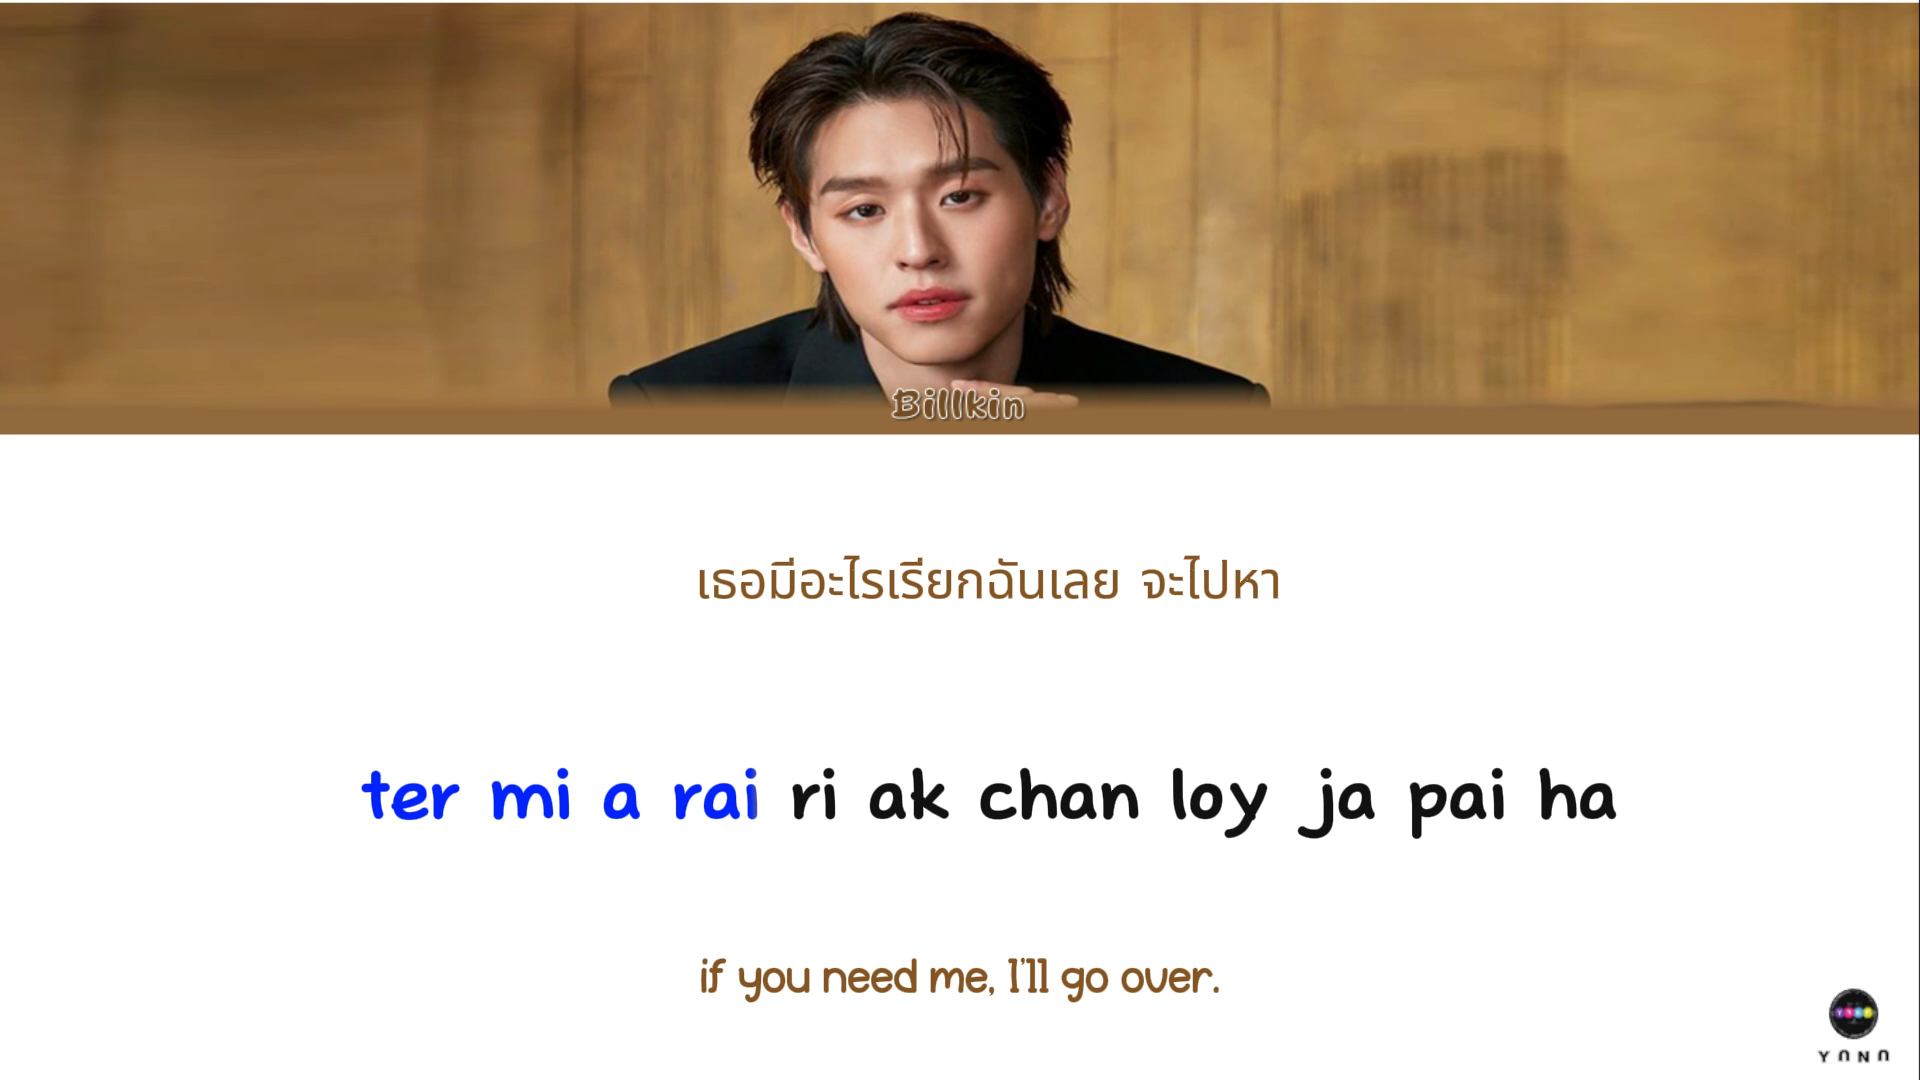 Billkin
เธอมีอะไรเรียกฉันเลย จะไปหา
ter mi a rai ri ak chan loy ja pai ha
if you need me, I'll go over.
YANA